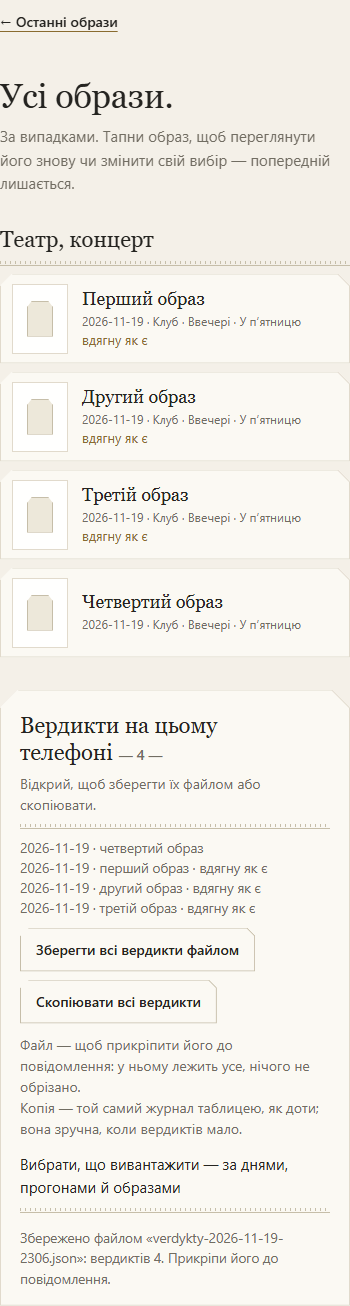 ← Останні образи
Усі образи.
За випадками. Тапни образ, щоб переглянути
його знову чи змінити свій вибір — попередній
лишається.
Театр, концерт
Перший образ
2026-11-19 · Клуб · Ввечері · У п’ятницю
вдягну як є
Другий образ
2026-11-19 · Клуб · Ввечері · У п’ятницю
вдягну як є
Третій образ
2026-11-19 · Клуб · Ввечері · У п’ятницю
вдягну як є
Четвертий образ
2026-11-19 · Клуб · Ввечері · У п’ятницю
Вердикти на цьому
телефоні — 4 —
Відкрий, щоб зберегти їх файлом або
скопіювати.
2026-11-19 · четвертий образ
2026-11-19 · перший образ · вдягну як є
2026-11-19 · другий образ · вдягну як є
2026-11-19 · третій образ · вдягну як є
Зберегти всі вердикти файлом
Скопіювати всі вердикти
Файл — щоб прикріпити його до
повідомлення: у ньому лежить усе, нічого не
обрізано.
Копія — той самий журнал таблицею, як доти;
вона зручна, коли вердиктів мало.
Вибрати, що вивантажити — за днями,
прогонами й образами
Збережено файлом «verdykty-2026-11-19-
2306.json»: вердиктів 4. Прикріпи його до
повідомлення.